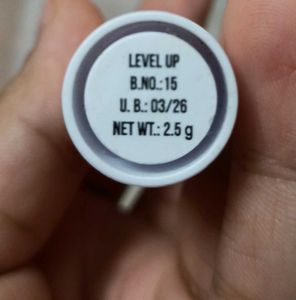 LEVEL UP
B.NO.:15
U. B.: 03/26
NET WT.: 2.5 g